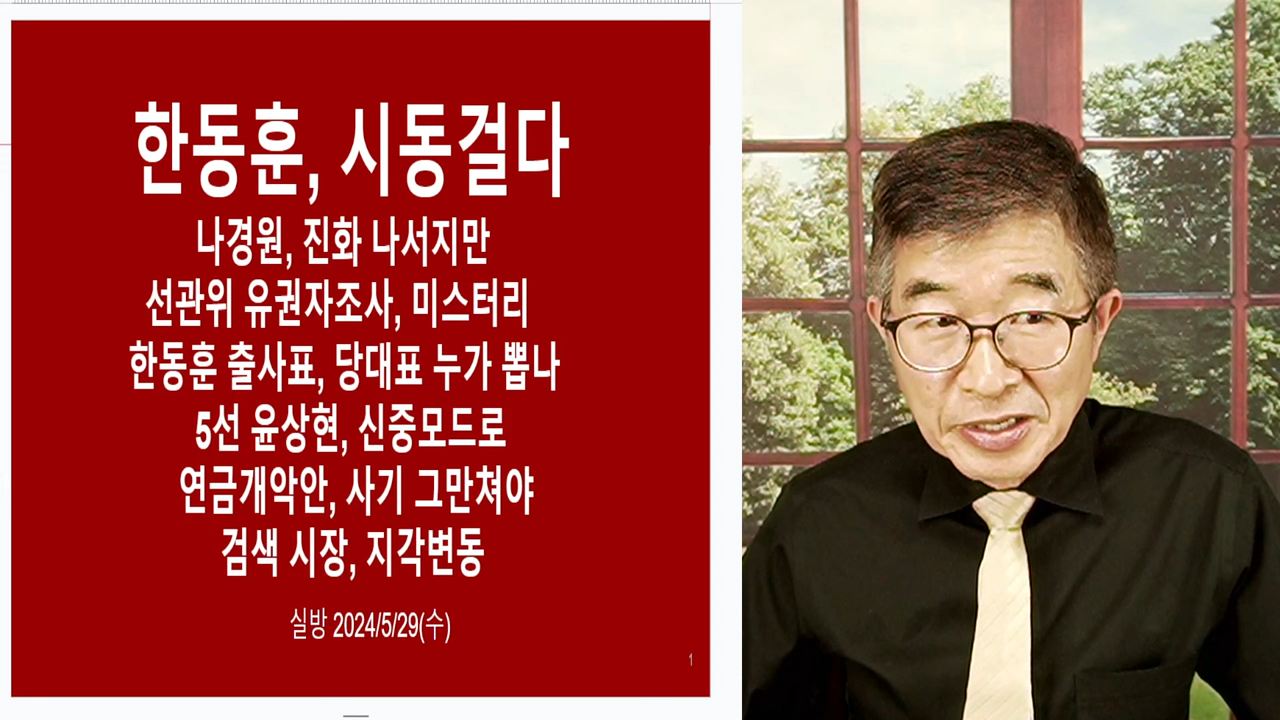 한동훈, 시동걸다
나경원, 진화 나서지만
선관위 유권자조사, 미스터리
한동훈 출사표, 당대표 누가 뽑나
5선 윤상현, 신중모드로
연금개악안, 사기 그만쳐야
검색 시장, 지각변동
실방 2024/5/29(수)
1